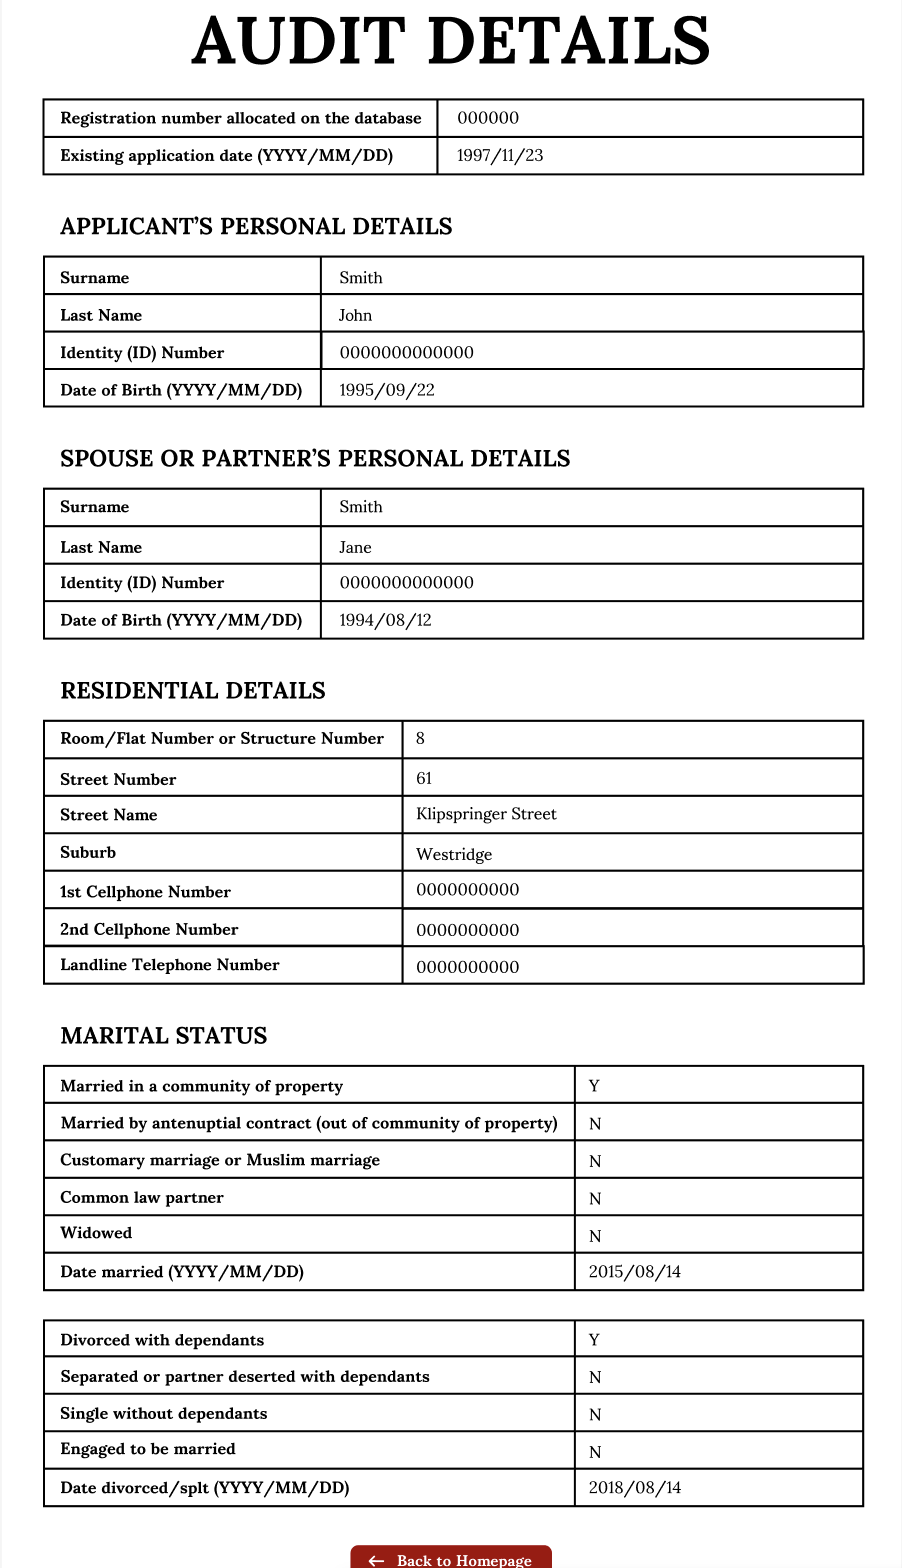 AUDIT DETAILS
Registration number allocated on the database 000000
Existing application date (YYYY/MM/DD) 1997/11/23
APPLICANT’S PERSONAL DETAILS
Surname Smith
Last Name John
Identity (ID) Number 0000000000000
Date of Birth (YYYY/MM/DD) 1995/09/22
SPOUSE OR PARTNER’S PERSONAL DETAILS
Surname Smith
Last Name Jane
Identity (ID) Number 0000000000000
Date of Birth (YYYY/MM/DD) 1994/08/12
RESIDENTIAL DETAILS
Room/Flat Number or Structure Number 8
Street Number 61
Street Name Klipspringer Street
Suburb Westridge
1st Cellphone Number 0000000000
2nd Cellphone Number 0000000000
Landline Telephone Number 0000000000
MARITAL STATUS
Married in a community of property Y
Married by antenuptial contract (out of community of property) N
Customary marriage or Muslim marriage N
Common law partner N
Widowed N
Date married (YYYY/MM/DD) 2015/08/14
Divorced with dependants Y
Separated or partner deserted with dependants N
Single without dependants N
Engaged to be married N
Date divorced/splt (YYYY/MM/DD) 2018/08/14
Back to Homepage